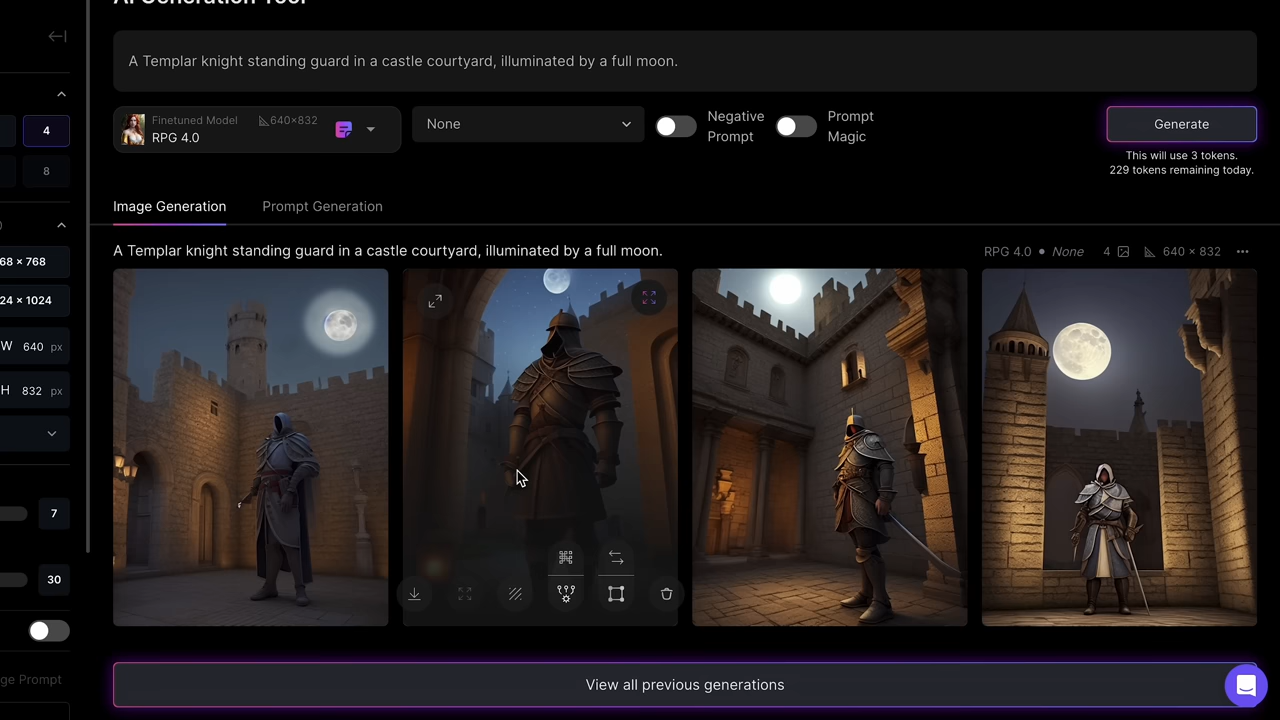 AI Generation Tool
A Templar knight standing guard in a castle courtyard, illuminated by a full moon.
Finetuned Model
640×832
RPG 4.0
None
Negative
Prompt
Prompt
Magic
Generate
This will use 3 tokens.
229 tokens remaining today.
4
8
Image Generation
Prompt Generation
A Templar knight standing guard in a castle courtyard, illuminated by a full moon.
RPG 4.0 • None 4 640 × 832
68 × 768
24 × 1024
W 640 px
H 832 px
7
30
ge Prompt
View all previous generations